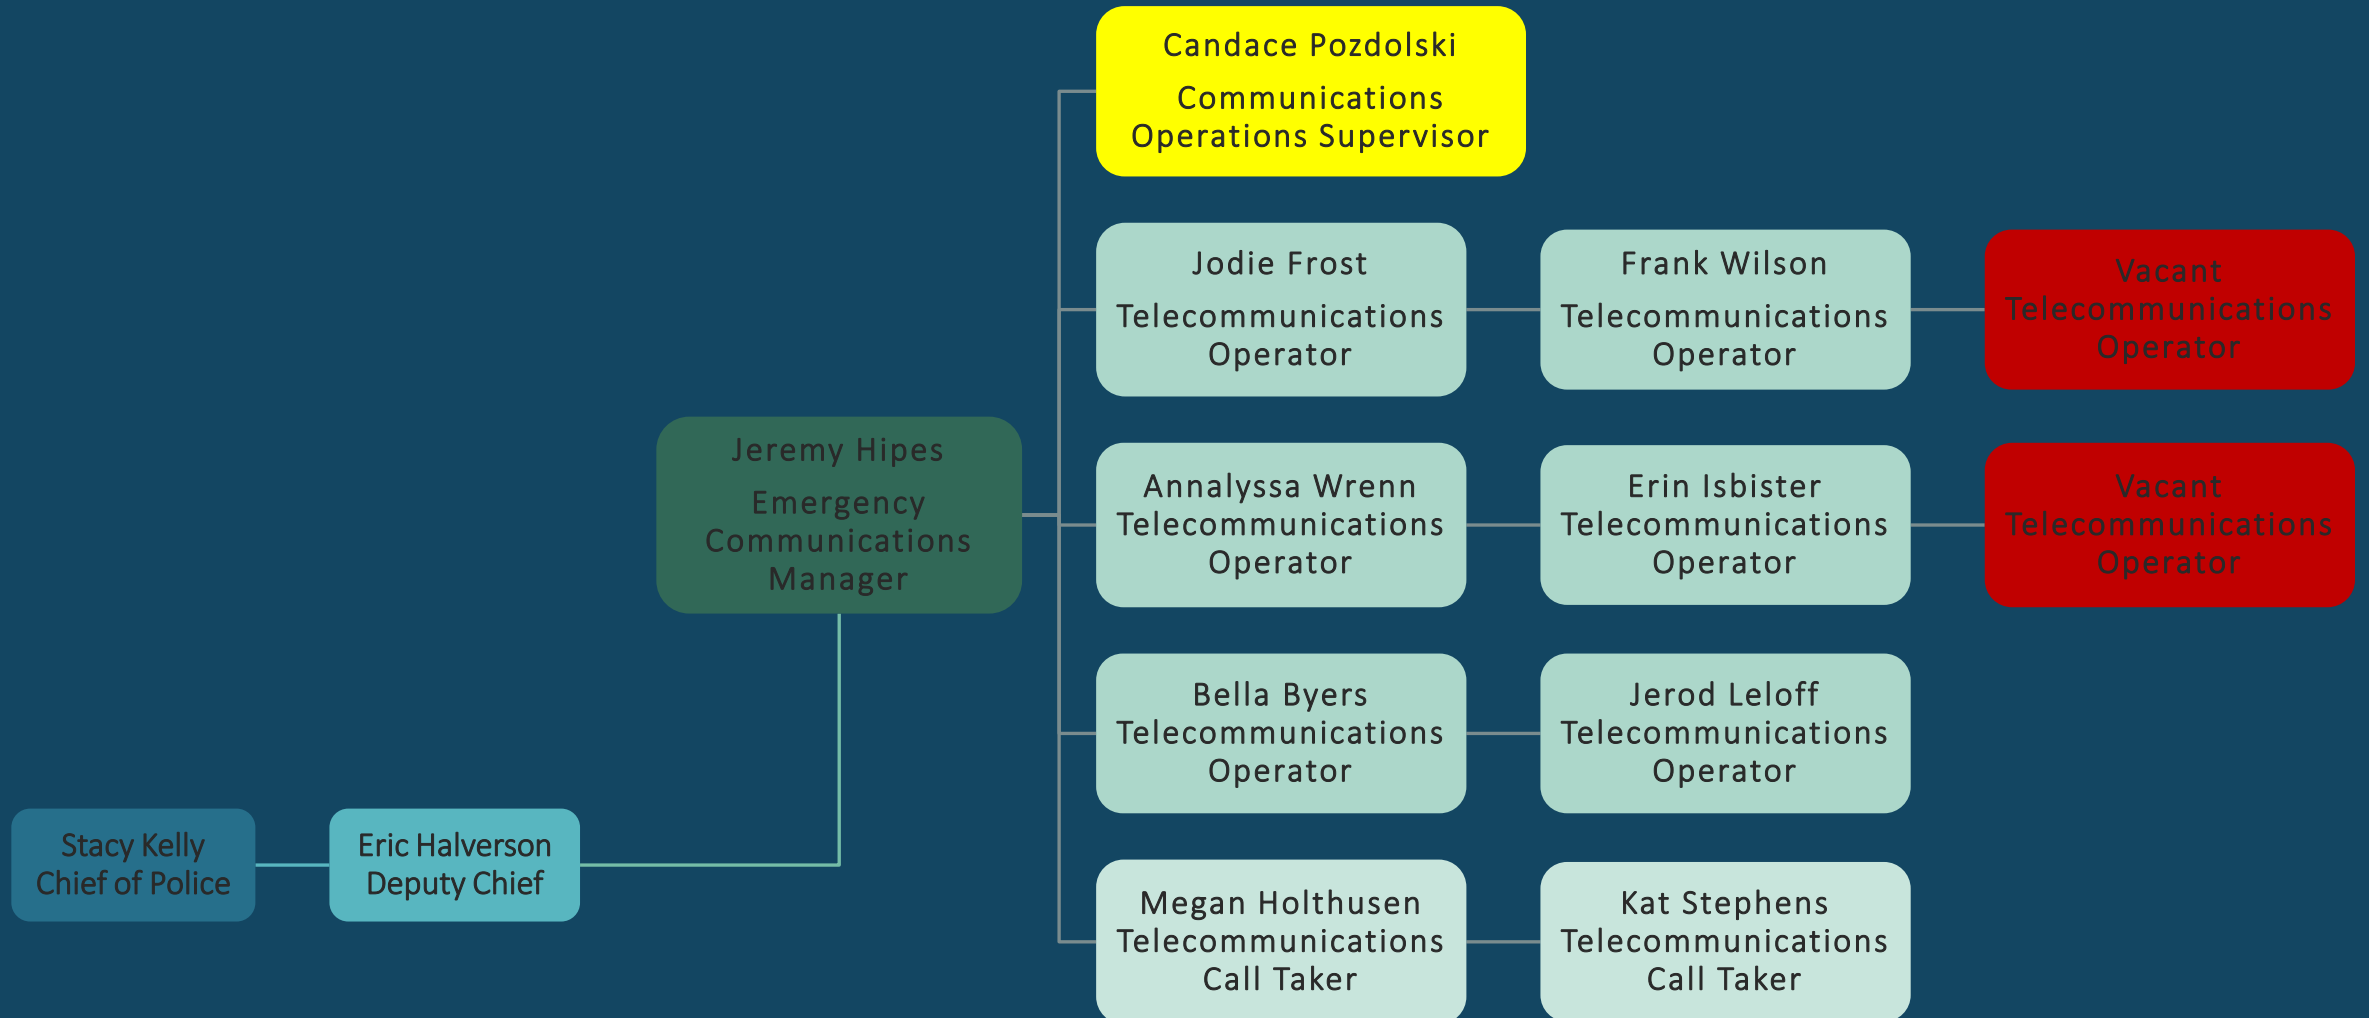 Candace Pozdolski
Communications
Operations Supervisor
Jodie Frost
Telecommunications
Operator
Frank Wilson
Telecommunications
Operator
Vacant
Telecommunications
Operator
Jeremy Hipes
Emergency
Communications
Manager
Annalyssa Wrenn
Telecommunications
Operator
Erin Isbister
Telecommunications
Operator
Vacant
Telecommunications
Operator
Bella Byers
Telecommunications
Operator
Jerod Leloff
Telecommunications
Operator
Stacy Kelly
Chief of Police
Eric Halverson
Deputy Chief
Megan Holthusen
Telecommunications
Call Taker
Kat Stephens
Telecommunications
Call Taker